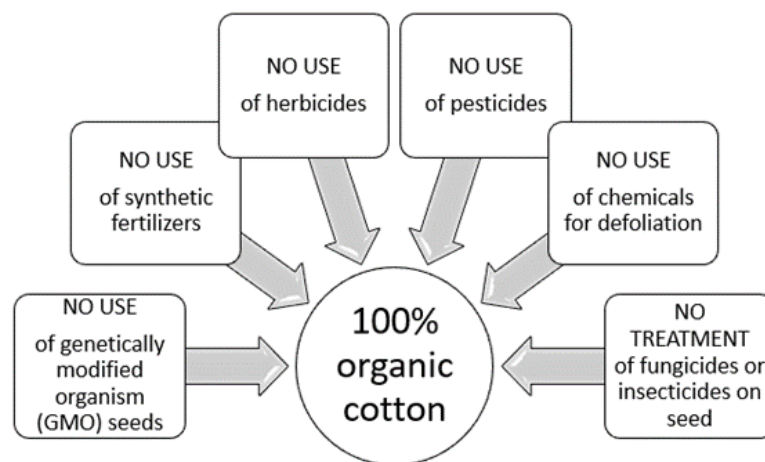 NO USE
of genetically
modified
organism
(GMO) seeds
NO USE
of synthetic
fertilizers
NO USE
of herbicides
NO USE
of pesticides
NO USE
of chemicals
for defoliation
NO
TREATMENT
of fungicides or
insecticides on
seed
100%
organic
cotton